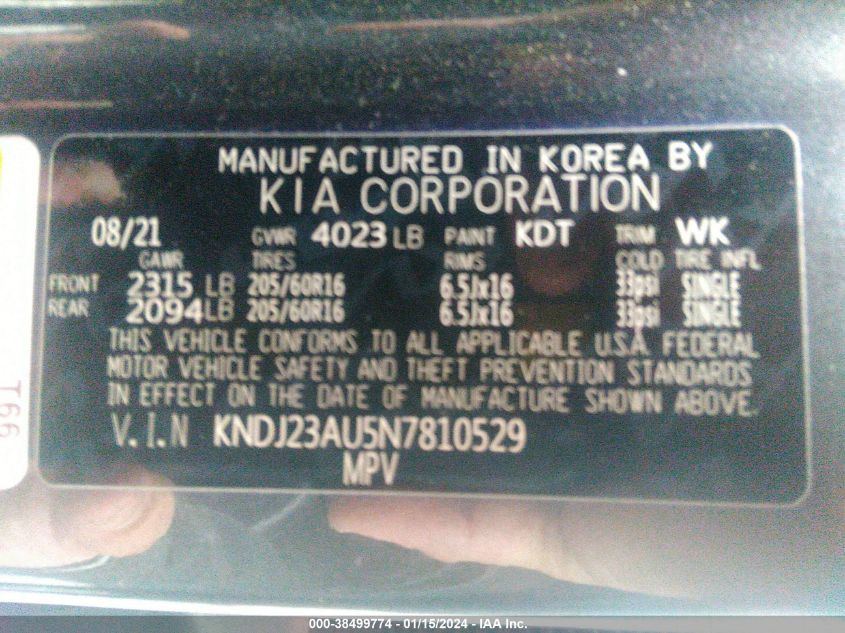 MANUFACTURED IN KOREA BY
KIA CORPORATION
08/21 GVWR 4023 LB PAINT KDT TRIM WK
GAWR TIRES RIMS COLD TIRE INFL
FRONT 2315 LB 205/60R16 6.5Jx16 33psi SINGLE
REAR 2094 LB 205/60R16 6.5Jx16 33psi SINGLE
THIS VEHICLE CONFORMS TO ALL APPLICABLE U.S.A. FEDERAL
MOTOR VEHICLE SAFETY AND THEFT PREVENTION STANDARDS
IN EFFECT ON THE DATE OF MANUFACTURE SHOWN ABOVE.
V.I.N KNDJ23AU5N7810529
MPV
T66
000-38499774 - 01/15/2024 - IAA Inc.